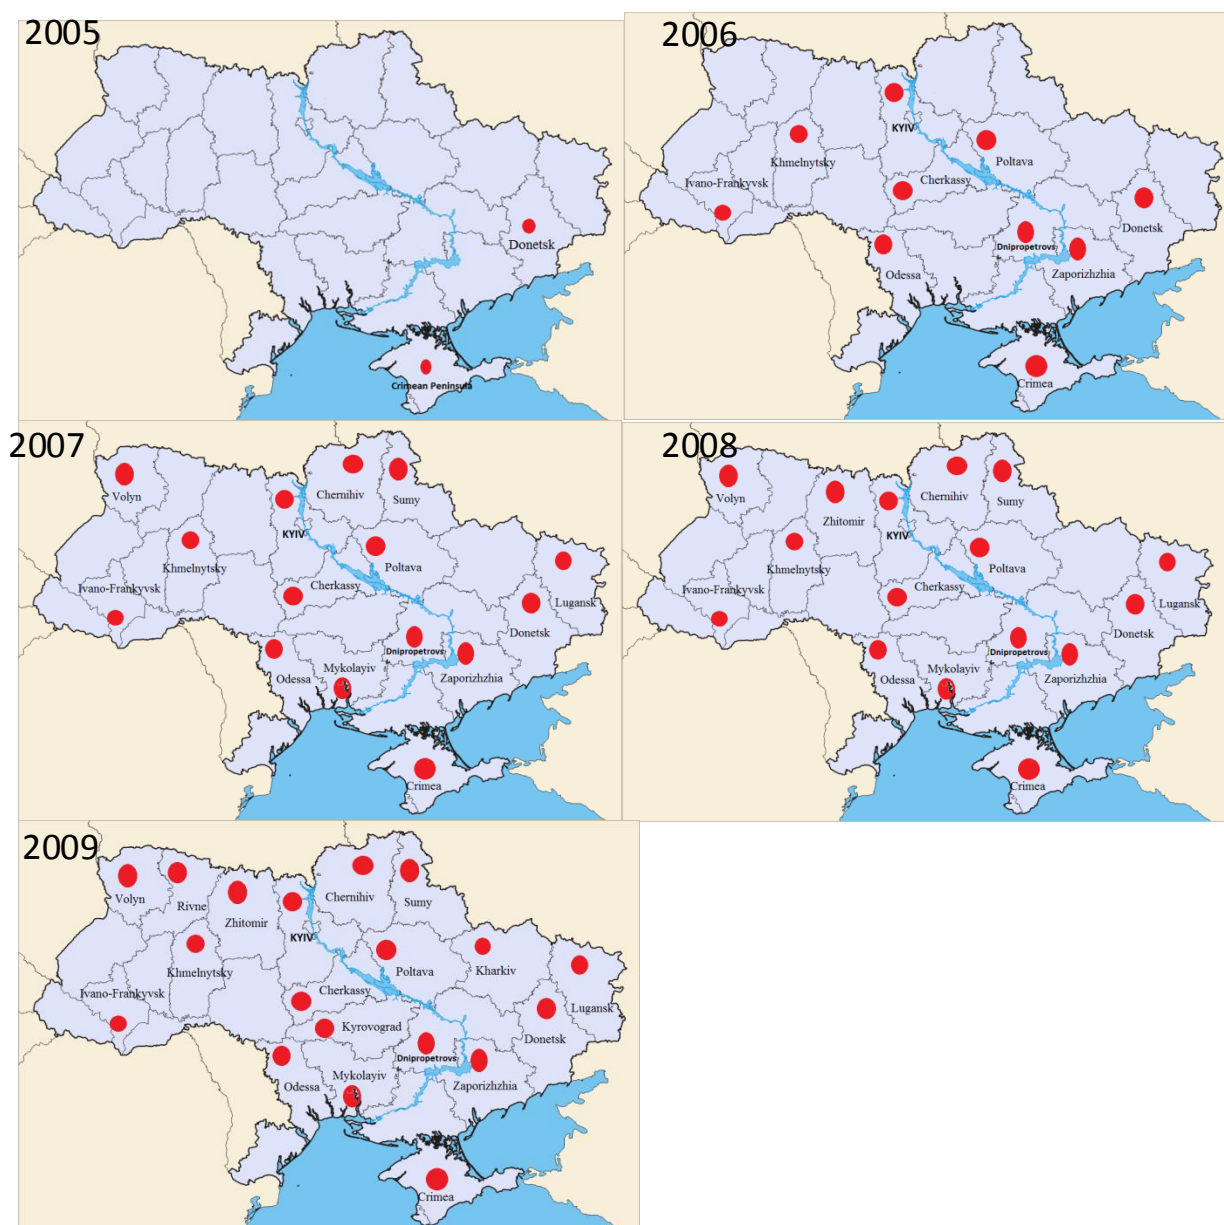 2005
Donetsk
Crimean Peninsula
2006
KYIV
Khmelnytsky
Poltava
Ivano-Frankyvsk
Cherkassy
Donetsk
Dnipropetrovs
Odessa
Zaporizhzhia
Crimea
2007
Volyn
Chernihiv
Sumy
KYIV
Khmelnytsky
Poltava
Ivano-Frankyvsk
Cherkassy
Lugansk
Donetsk
Dnipropetrovs
Mykolayiv
Odessa
Zaporizhzhia
Crimea
2008
Volyn
Chernihiv
Sumy
Zhitomir
KYIV
Khmelnytsky
Poltava
Ivano-Frankyvsk
Cherkassy
Lugansk
Donetsk
Dnipropetrovs
Mykolayiv
Odessa
Zaporizhzhia
Crimea
2009
Volyn
Rivne
Chernihiv
Sumy
Zhitomir
KYIV
Khmelnytsky
Poltava
Kharkiv
Ivano-Frankyvsk
Cherkassy
Lugansk
Kyrovograd
Donetsk
Dnipropetrovs
Mykolayiv
Odessa
Zaporizhzhia
Crimea